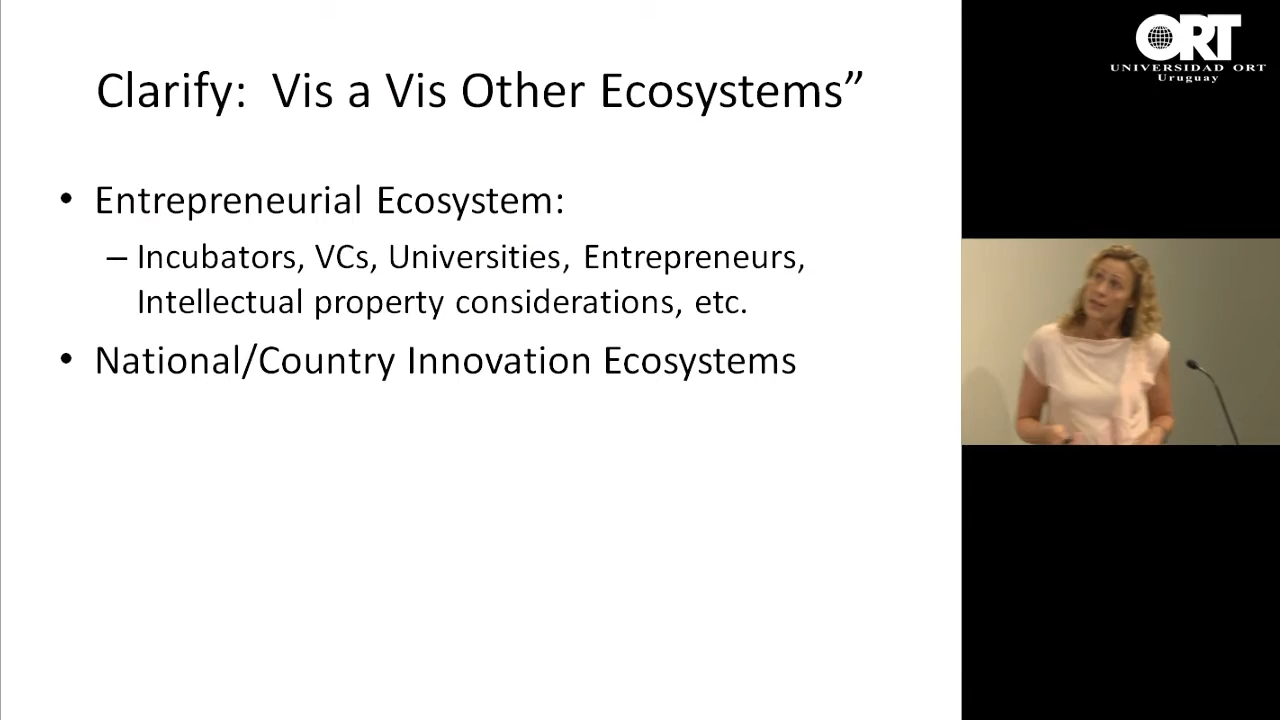 Clarify:  Vis a Vis Other Ecosystems”
• Entrepreneurial Ecosystem:
– Incubators, VCs, Universities, Entrepreneurs,
Intellectual property considerations, etc.
• National/Country Innovation Ecosystems
ORT
UNIVERSIDAD ORT
Uruguay